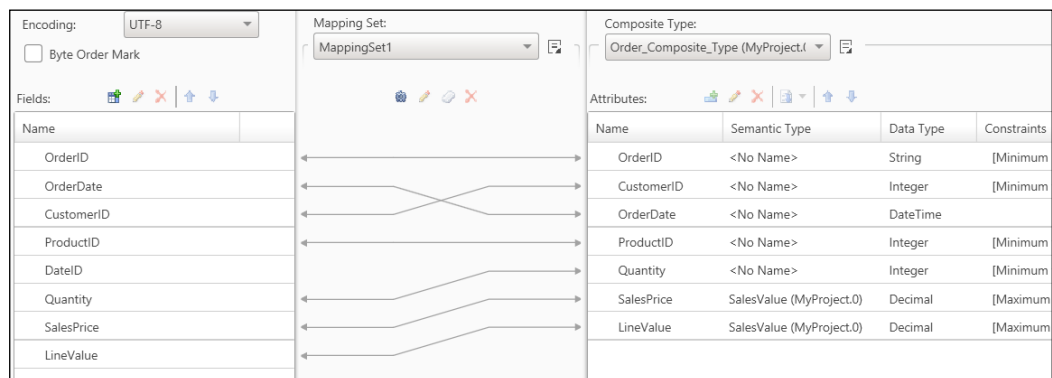 Encoding: UTF-8
Byte Order Mark
Fields:
Name
OrderID
OrderDate
CustomerID
ProductID
DateID
Quantity
SalesPrice
LineValue
Mapping Set:
MappingSet1
Composite Type:
Order_Composite_Type (MyProject.(
Attributes:
Name Semantic Type Data Type Constraints
OrderID <No Name> String [Minimum
CustomerID <No Name> Integer [Minimum
OrderDate <No Name> DateTime
ProductID <No Name> Integer [Minimum
Quantity <No Name> Integer [Minimum
SalesPrice SalesValue (MyProject.0) Decimal [Maximum
LineValue SalesValue (MyProject.0) Decimal [Maximum